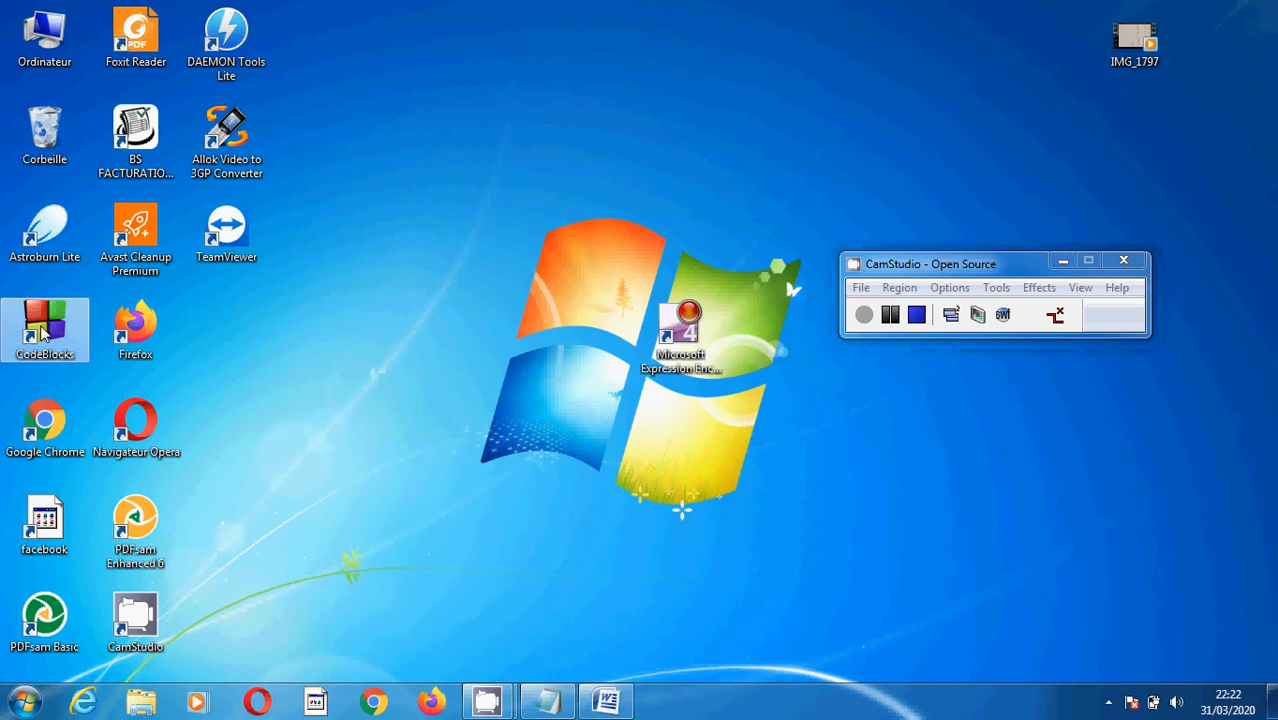 Ordinateur
Foxit Reader
DAEMON Tools
Lite
IMG_1797
Corbeille
BS
FACTURATIO...
Allok Video to
3GP Converter
Astroburn Lite
Avast Cleanup
Premium
TeamViewer
CamStudio - Open Source
File Region Options Tools Effects View Help
CodeBlocks
Firefox
4
Microsoft
Expression Enc...
Google Chrome
Navigateur Opera
facebook
PDFsam
Enhanced 6
PDFsam Basic
CamStudio
22:22
31/03/2020